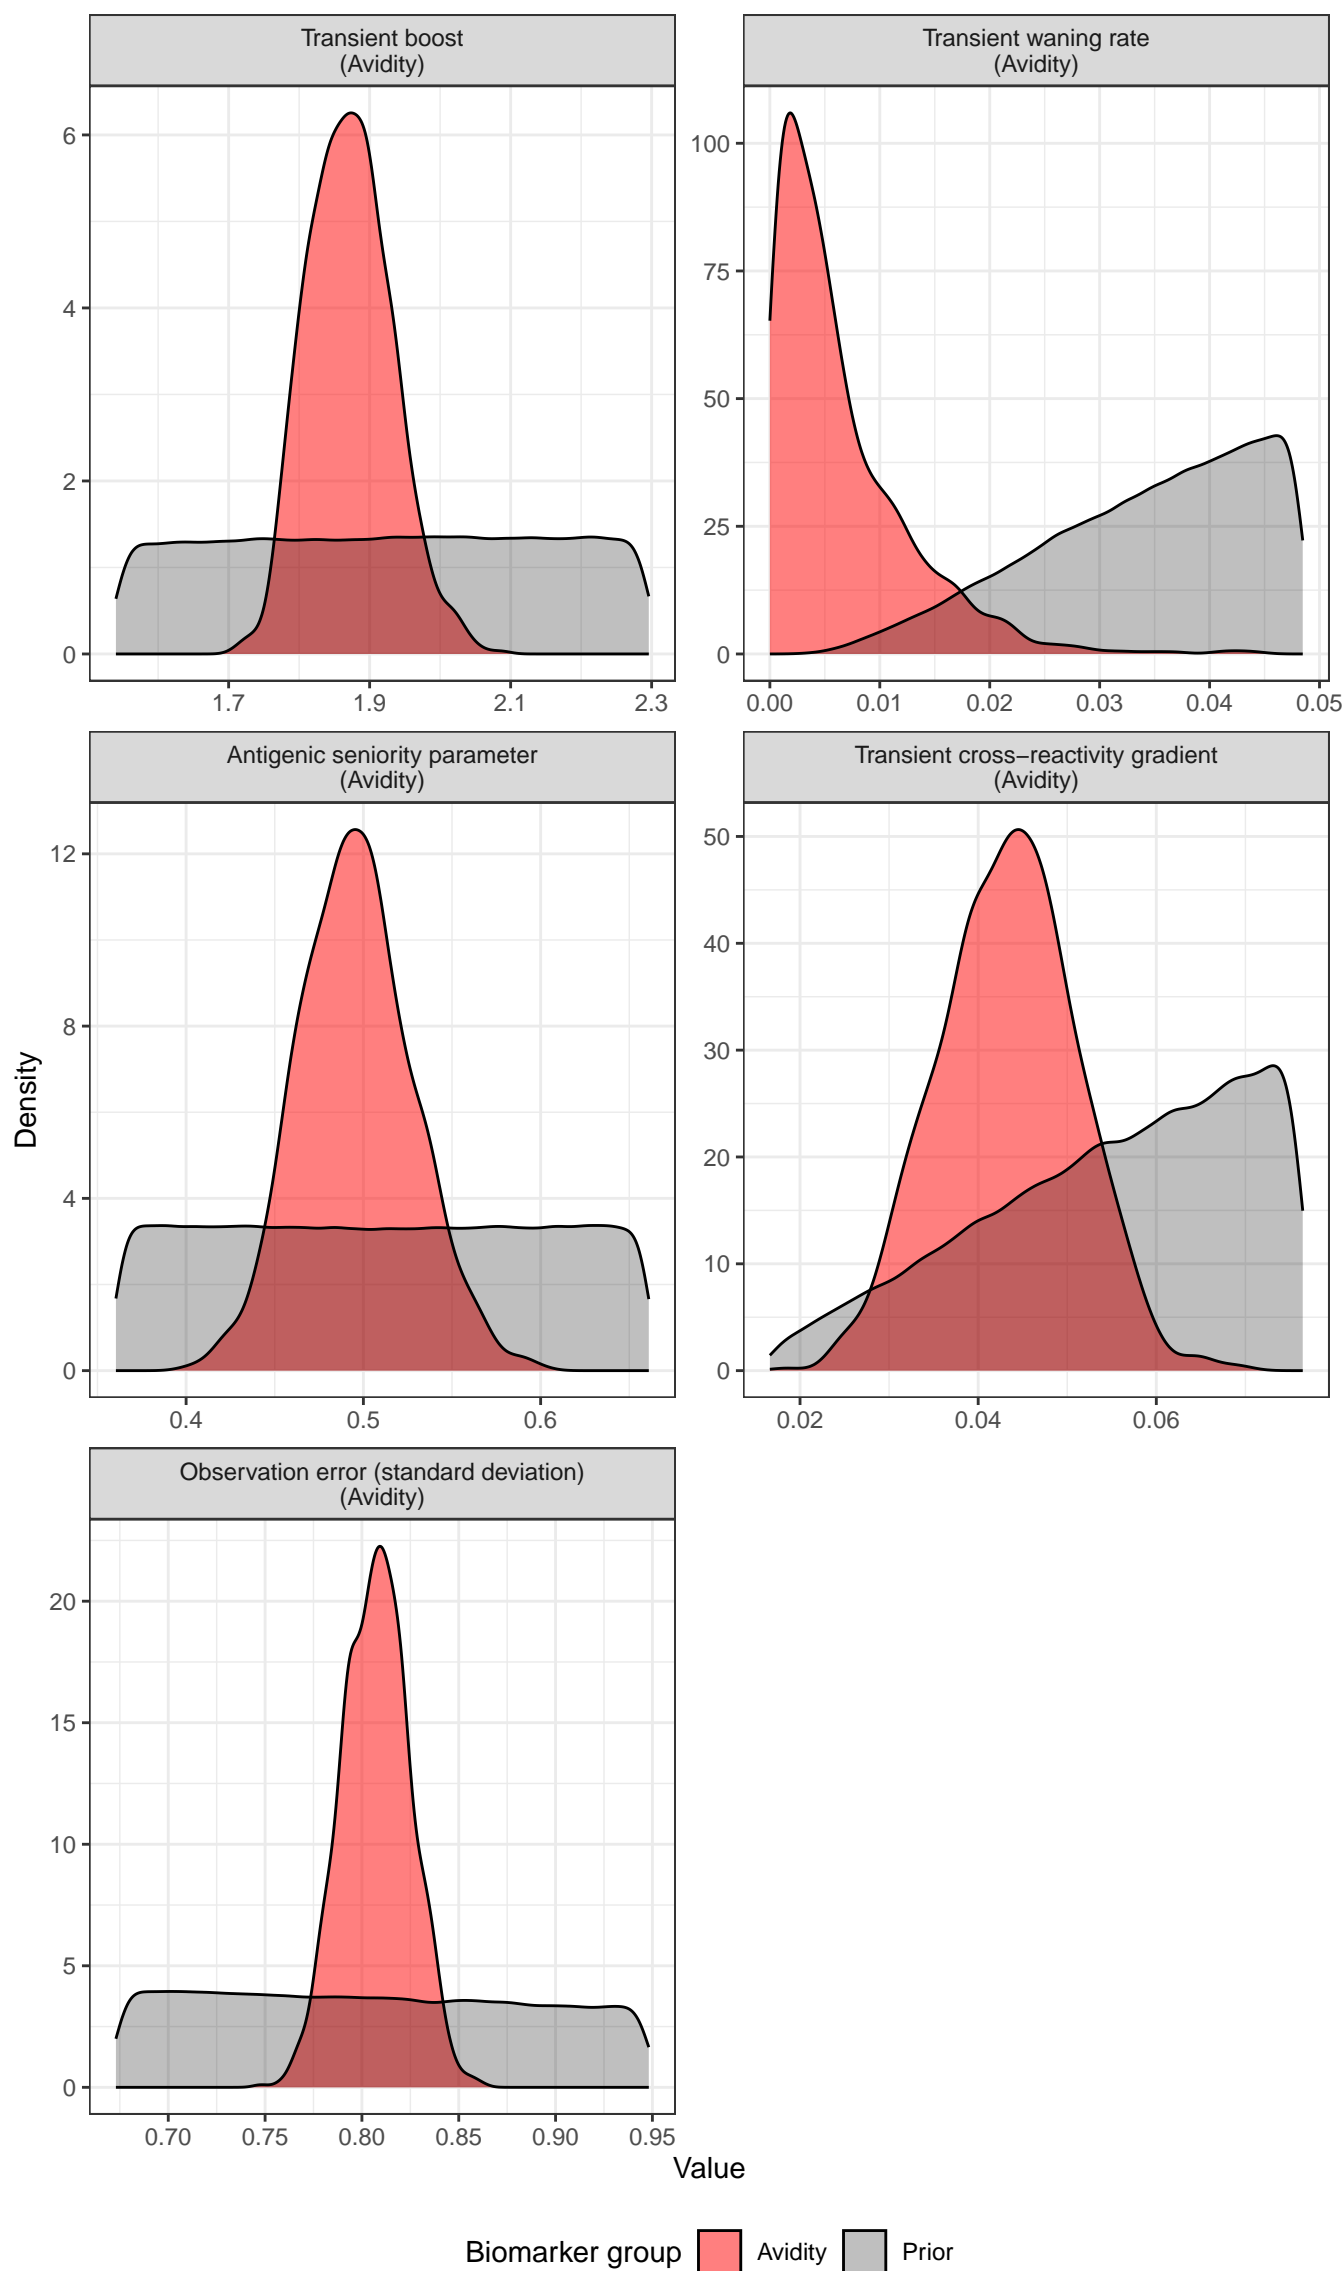 Transient boost
(Avidity)
Transient waning rate
(Avidity)
6
4
2
0
1.7 1.9 2.1 2.3
100
75
50
25
0
0.00 0.01 0.02 0.03 0.04 0.05
Antigenic seniority parameter
(Avidity)
Transient cross−reactivity gradient
(Avidity)
12
8
4
0
0.4 0.5 0.6
50
40
30
20
10
0
0.02 0.04 0.06
Density
Observation error (standard deviation)
(Avidity)
20
15
10
5
0
0.70 0.75 0.80 0.85 0.90 0.95
Value
Biomarker group Avidity Prior